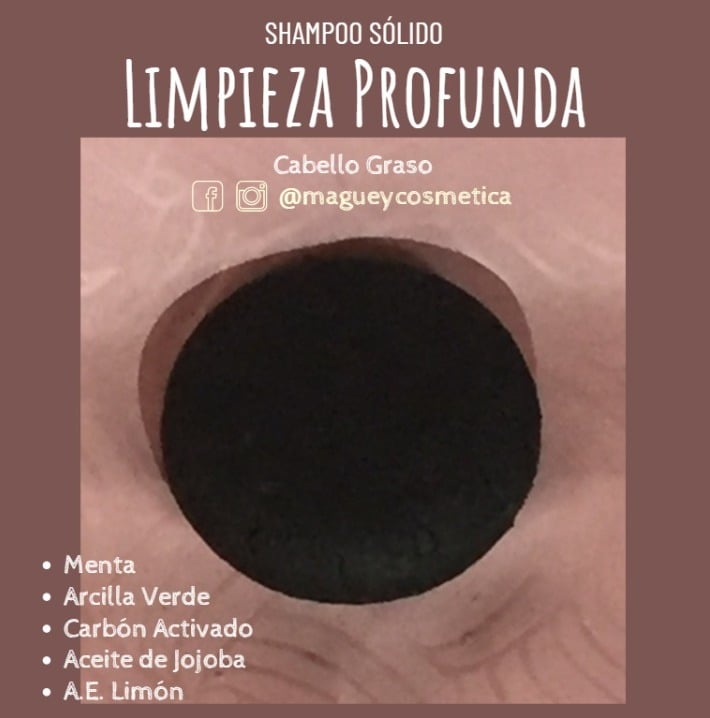 SHAMPOO SÓLIDO
LIMPIEZA PROFUNDA
Cabello Graso
@magueycosmetica
• Menta
• Arcilla Verde
• Carbón Activado
• Aceite de Jojoba
• A.E. Limón